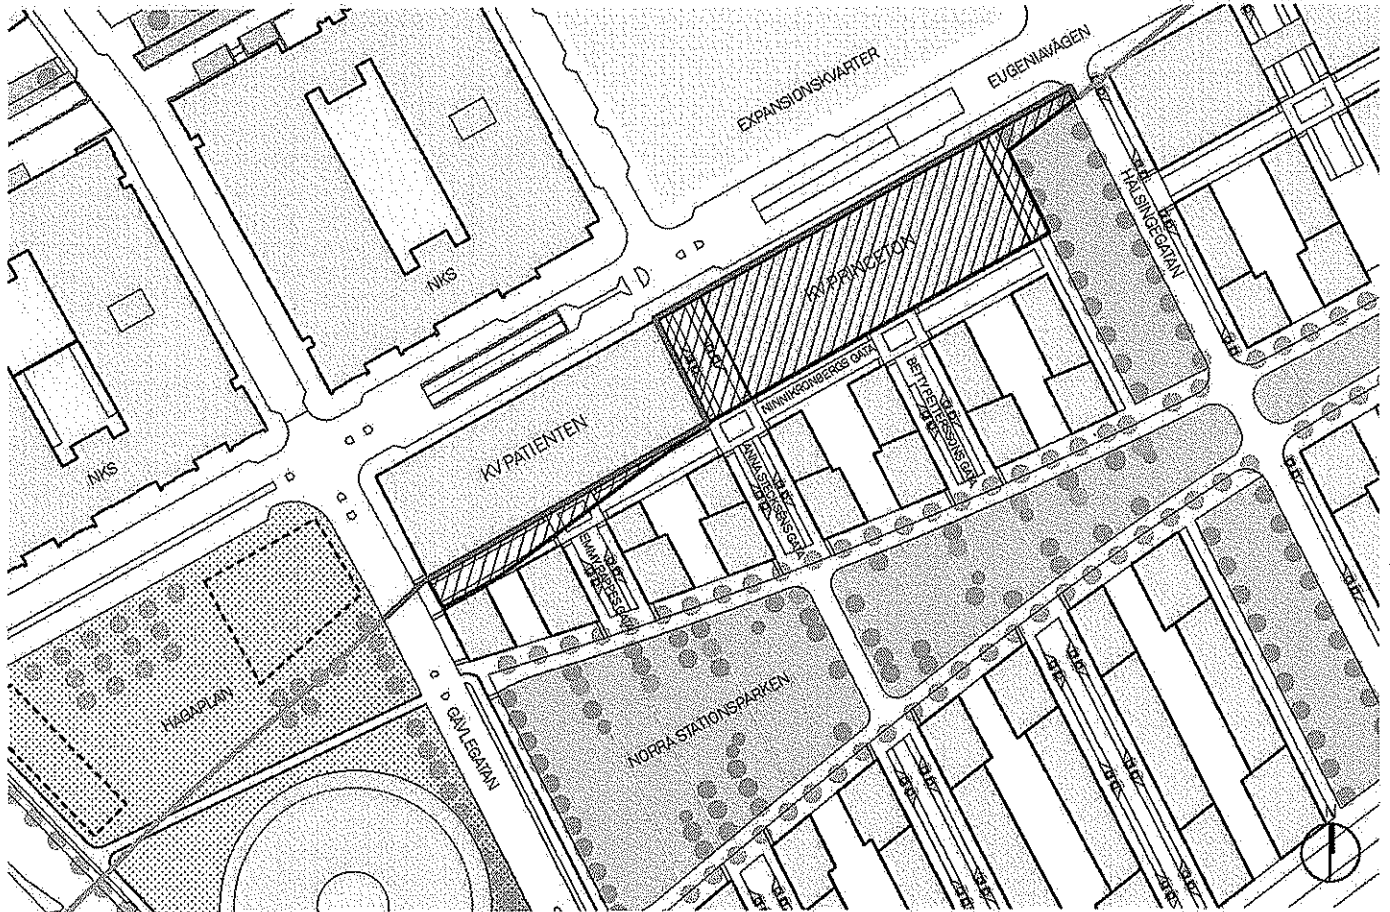 EXPANSIONSKVARTER
EUGENIAVÄGEN
HÄLSINGEGATAN
NKS
KV PRINCETON
NINNI KRONBERGS GATA
BETTY PETTERSSONS GATA
KV PATIENTEN
NKS
ANNA STECKSÉNS GATA
HAGAPLAN
GÄVLEGATAN
NORRA STATIONSPARKEN
N